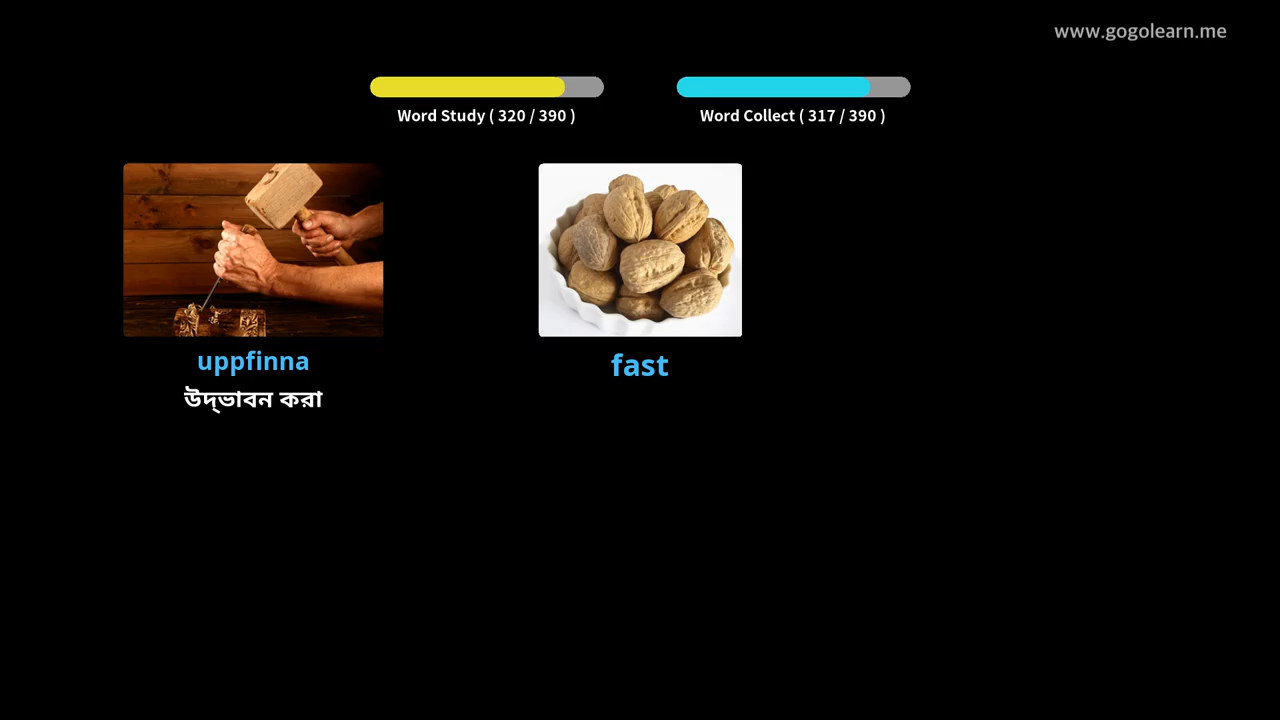 www.gogolearn.me
Word Study ( 320 / 390 )
Word Collect ( 317 / 390 )
uppfinna
উদ্‌ভাবন করা
fast